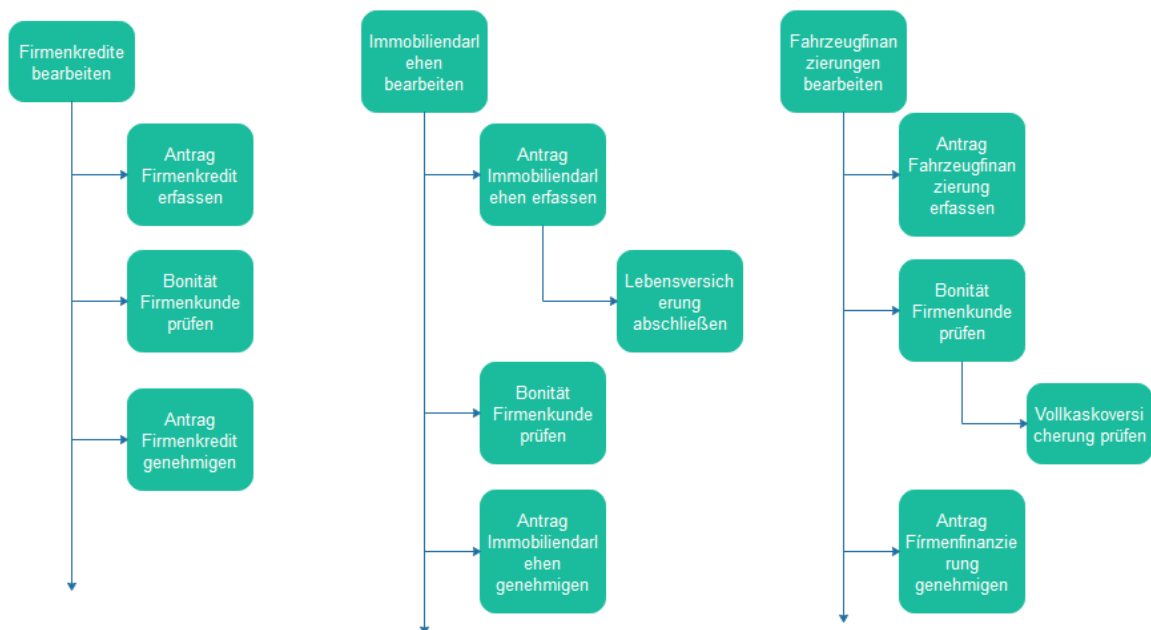 Firmenkredite
bearbeiten
Antrag
Firmenkredit
erfassen
Bonität
Firmenkunde
prüfen
Antrag
Firmenkredit
genehmigen
Immobiliendarl
ehen
bearbeiten
Antrag
Immobiliendarl
ehen erfassen
Lebensversich
erung
abschließen
Bonität
Firmenkunde
prüfen
Antrag
Immobiliendarl
ehen
genehmigen
Fahrzeugfinan
zierungen
bearbeiten
Antrag
Fahrzeugfinan
zierung
erfassen
Bonität
Firmenkunde
prüfen
Vollkaskoversi
cherung prüfen
Antrag
Fírmenfinanzie
rung
genehmigen